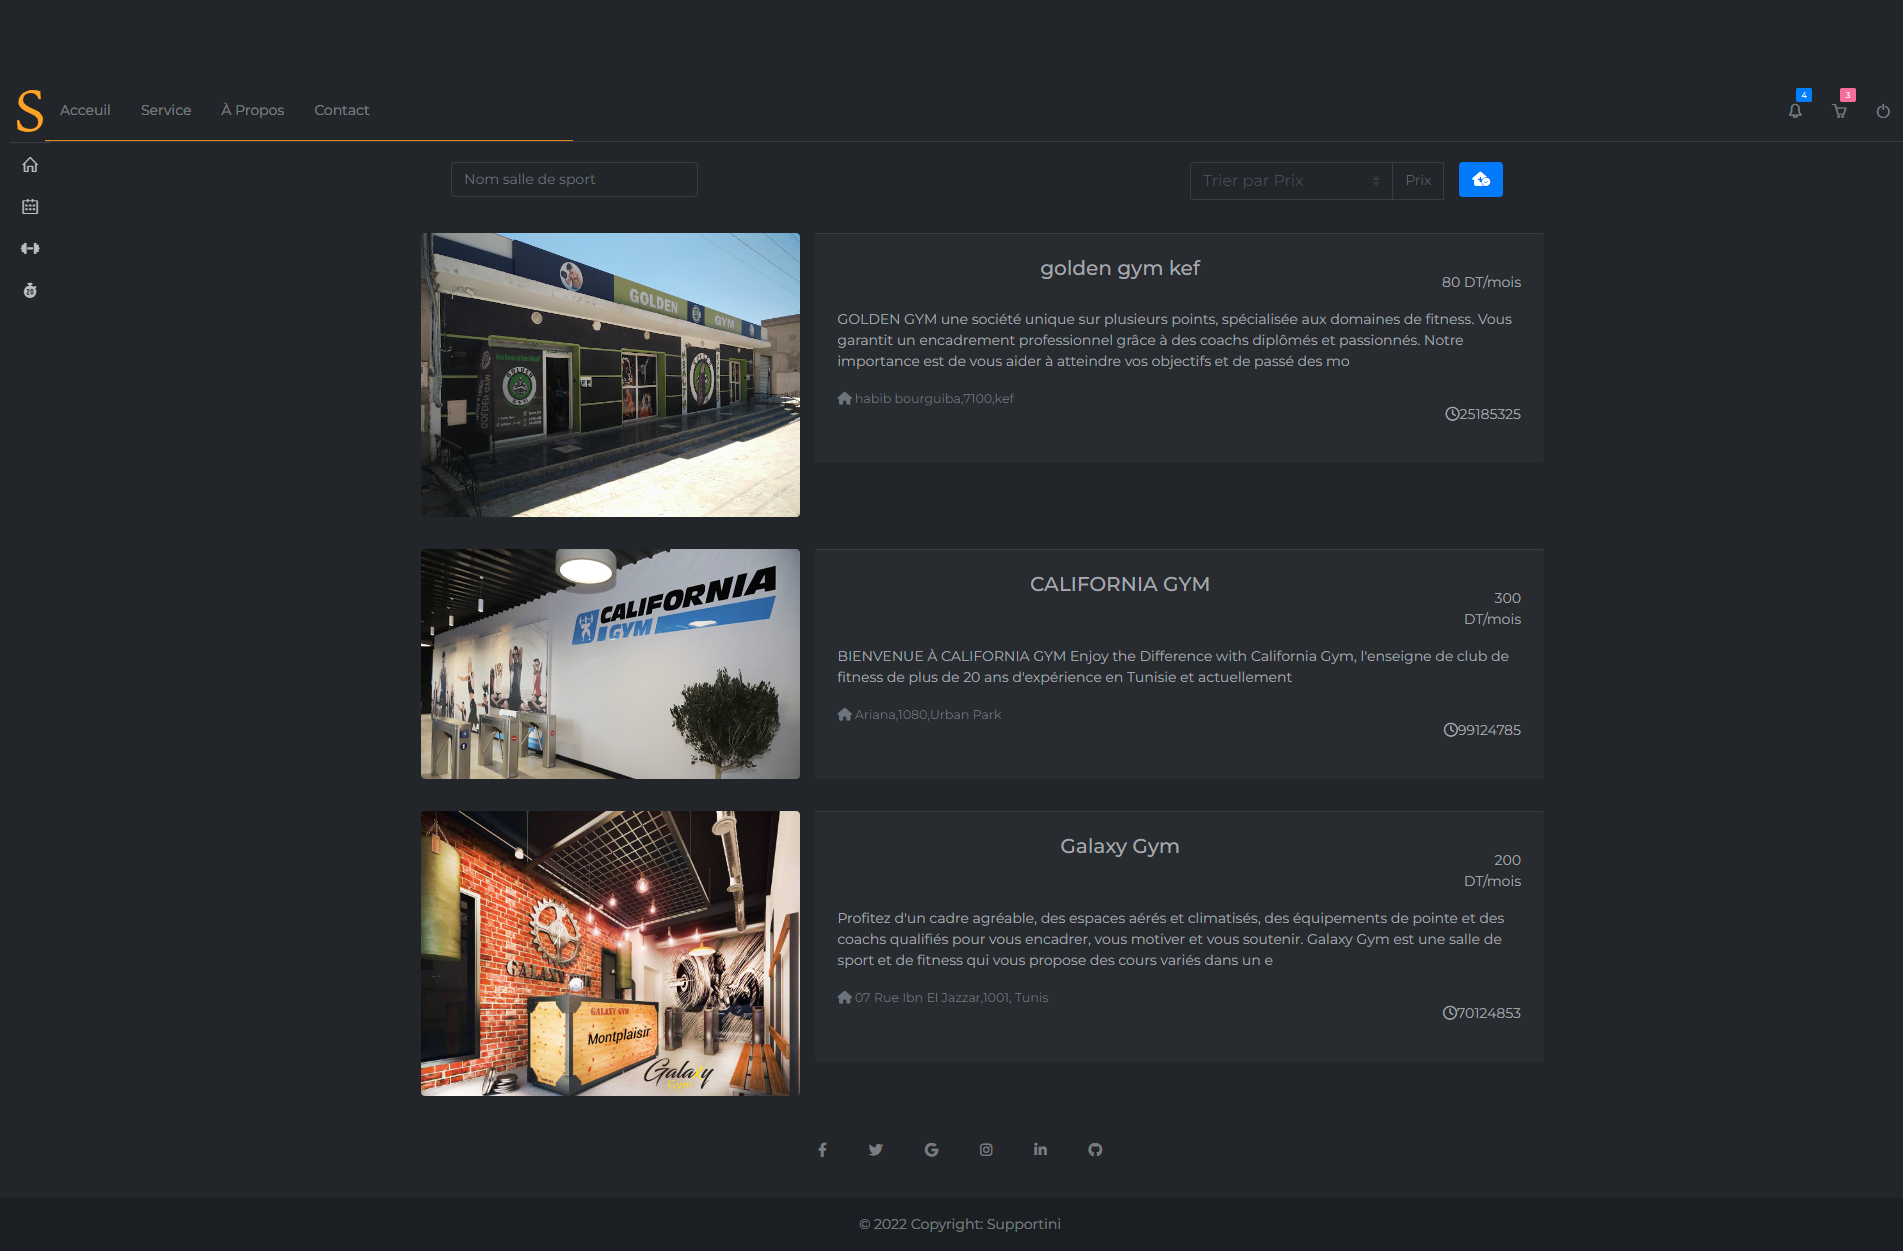 S
Acceuil
Service
À Propos
Contact
4
3
Nom salle de sport
Trier par Prix
Prix
GOLDEN
GYM
GOLDEN
GYM
golden gym kef
80 DT/mois
GOLDEN GYM une société unique sur plusieurs points, spécialisée aux domaines de fitness. Vous
garantit un encadrement professionnel grâce à des coachs diplômés et passionnés. Notre
importance est de vous aider à atteindre vos objectifs et de passé des mo
habib bourguiba,7100,kef
25185325
CALIFORNIA
GYM
CALIFORNIA GYM
300
DT/mois
BIENVENUE À CALIFORNIA GYM Enjoy the Difference with California Gym, l'enseigne de club de
fitness de plus de 20 ans d'expérience en Tunisie et actuellement
Ariana,1080,Urban Park
99124785
GALAXY GYM
GALAXY GYM
Montplaisir
Galaxy
GYM
Galaxy Gym
200
DT/mois
Profitez d'un cadre agréable, des espaces aérés et climatisés, des équipements de pointe et des
coachs qualifiés pour vous encadrer, vous motiver et vous soutenir. Galaxy Gym est une salle de
sport et de fitness qui vous propose des cours variés dans un e
07 Rue Ibn El Jazzar,1001, Tunis
70124853
© 2022 Copyright: Supportini